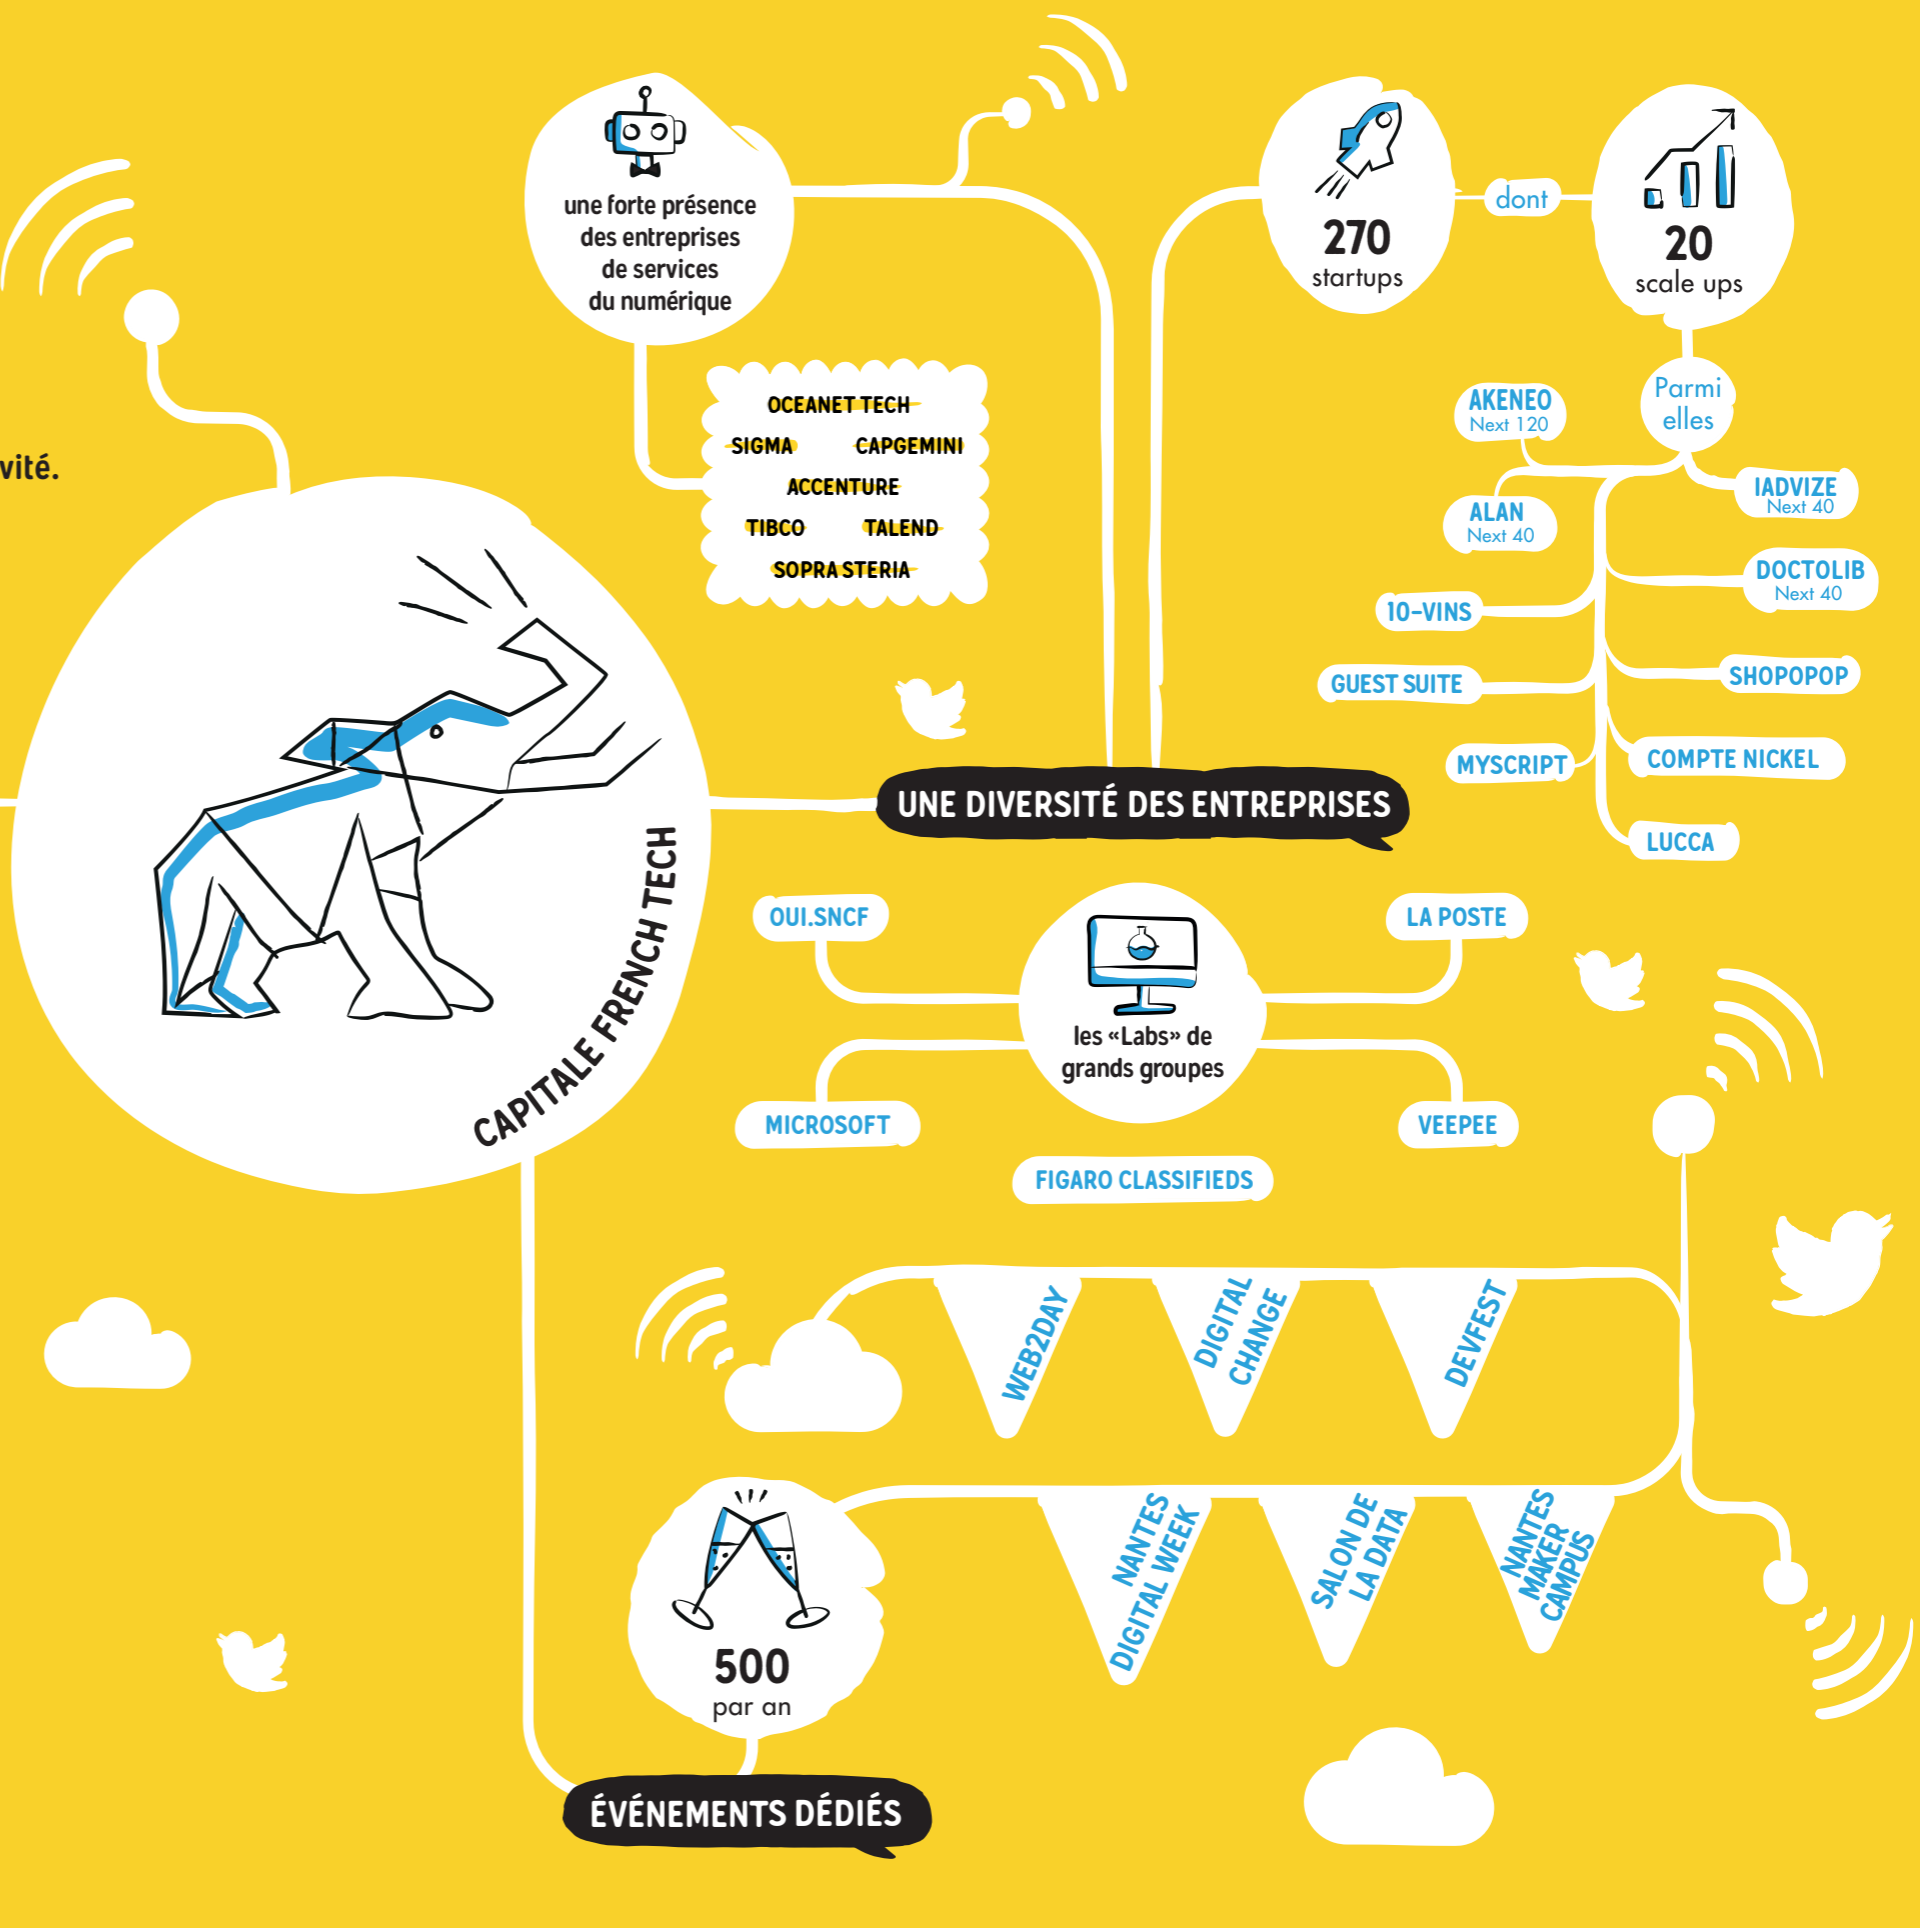 une forte présence
des entreprises
de services
du numérique
OCEANET TECH
SIGMA
CAPGEMINI
ACCENTURE
TIBCO
TALEND
SOPRA STERIA
270
startups
dont
20
scale ups
Parmi
elles
AKENEO
Next 120
ALAN
Next 40
IADVIZE
Next 40
DOCTOLIB
Next 40
10-VINS
GUEST SUITE
SHOPOPOP
MYSCRIPT
COMPTE NICKEL
LUCCA
vité.
CAPITALE FRENCH TECH
UNE DIVERSITÉ DES ENTREPRISES
OUI.SNCF
LA POSTE
les «Labs» de
grands groupes
MICROSOFT
VEEPEE
FIGARO CLASSIFIEDS
WEB2DAY
DIGITAL
CHANGE
DEVFEST
NANTES
DIGITAL WEEK
SALON DE
LA DATA
NANTES
MAKER
CAMPUS
500
par an
ÉVÉNEMENTS DÉDIÉS